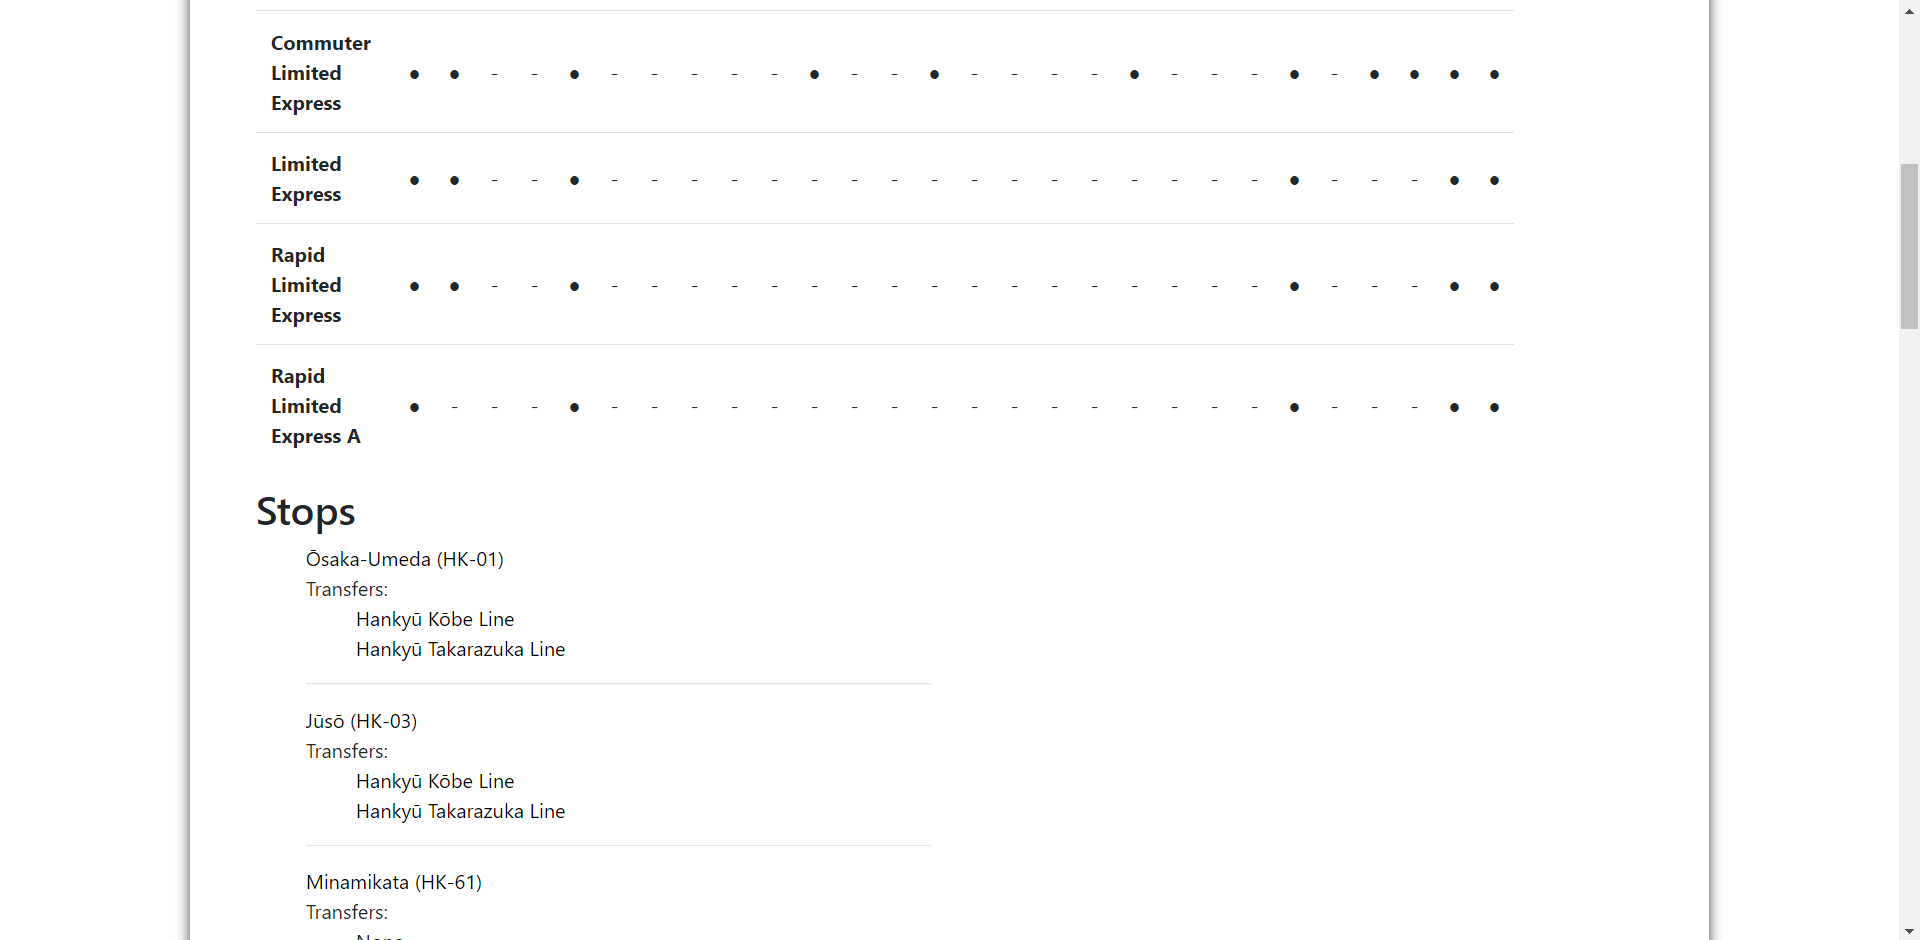 Commuter
Limited
Express
● ● - - ● - - - - - ● - - ● - - - - ● - - - ● - ● ● ● ●
Limited
Express
● ● - - ● - - - - - - - - - - - - - - - - - ● - - - ● ●
Rapid
Limited
Express
● ● - - ● - - - - - - - - - - - - - - - - - ● - - - ● ●
Rapid
Limited
Express A
● - - - ● - - - - - - - - - - - - - - - - - ● - - - ● ●
Stops
Ōsaka-Umeda (HK-01)
Transfers:
Hankyū Kōbe Line
Hankyū Takarazuka Line
Jūsō (HK-03)
Transfers:
Hankyū Kōbe Line
Hankyū Takarazuka Line
Minamikata (HK-61)
Transfers:
None